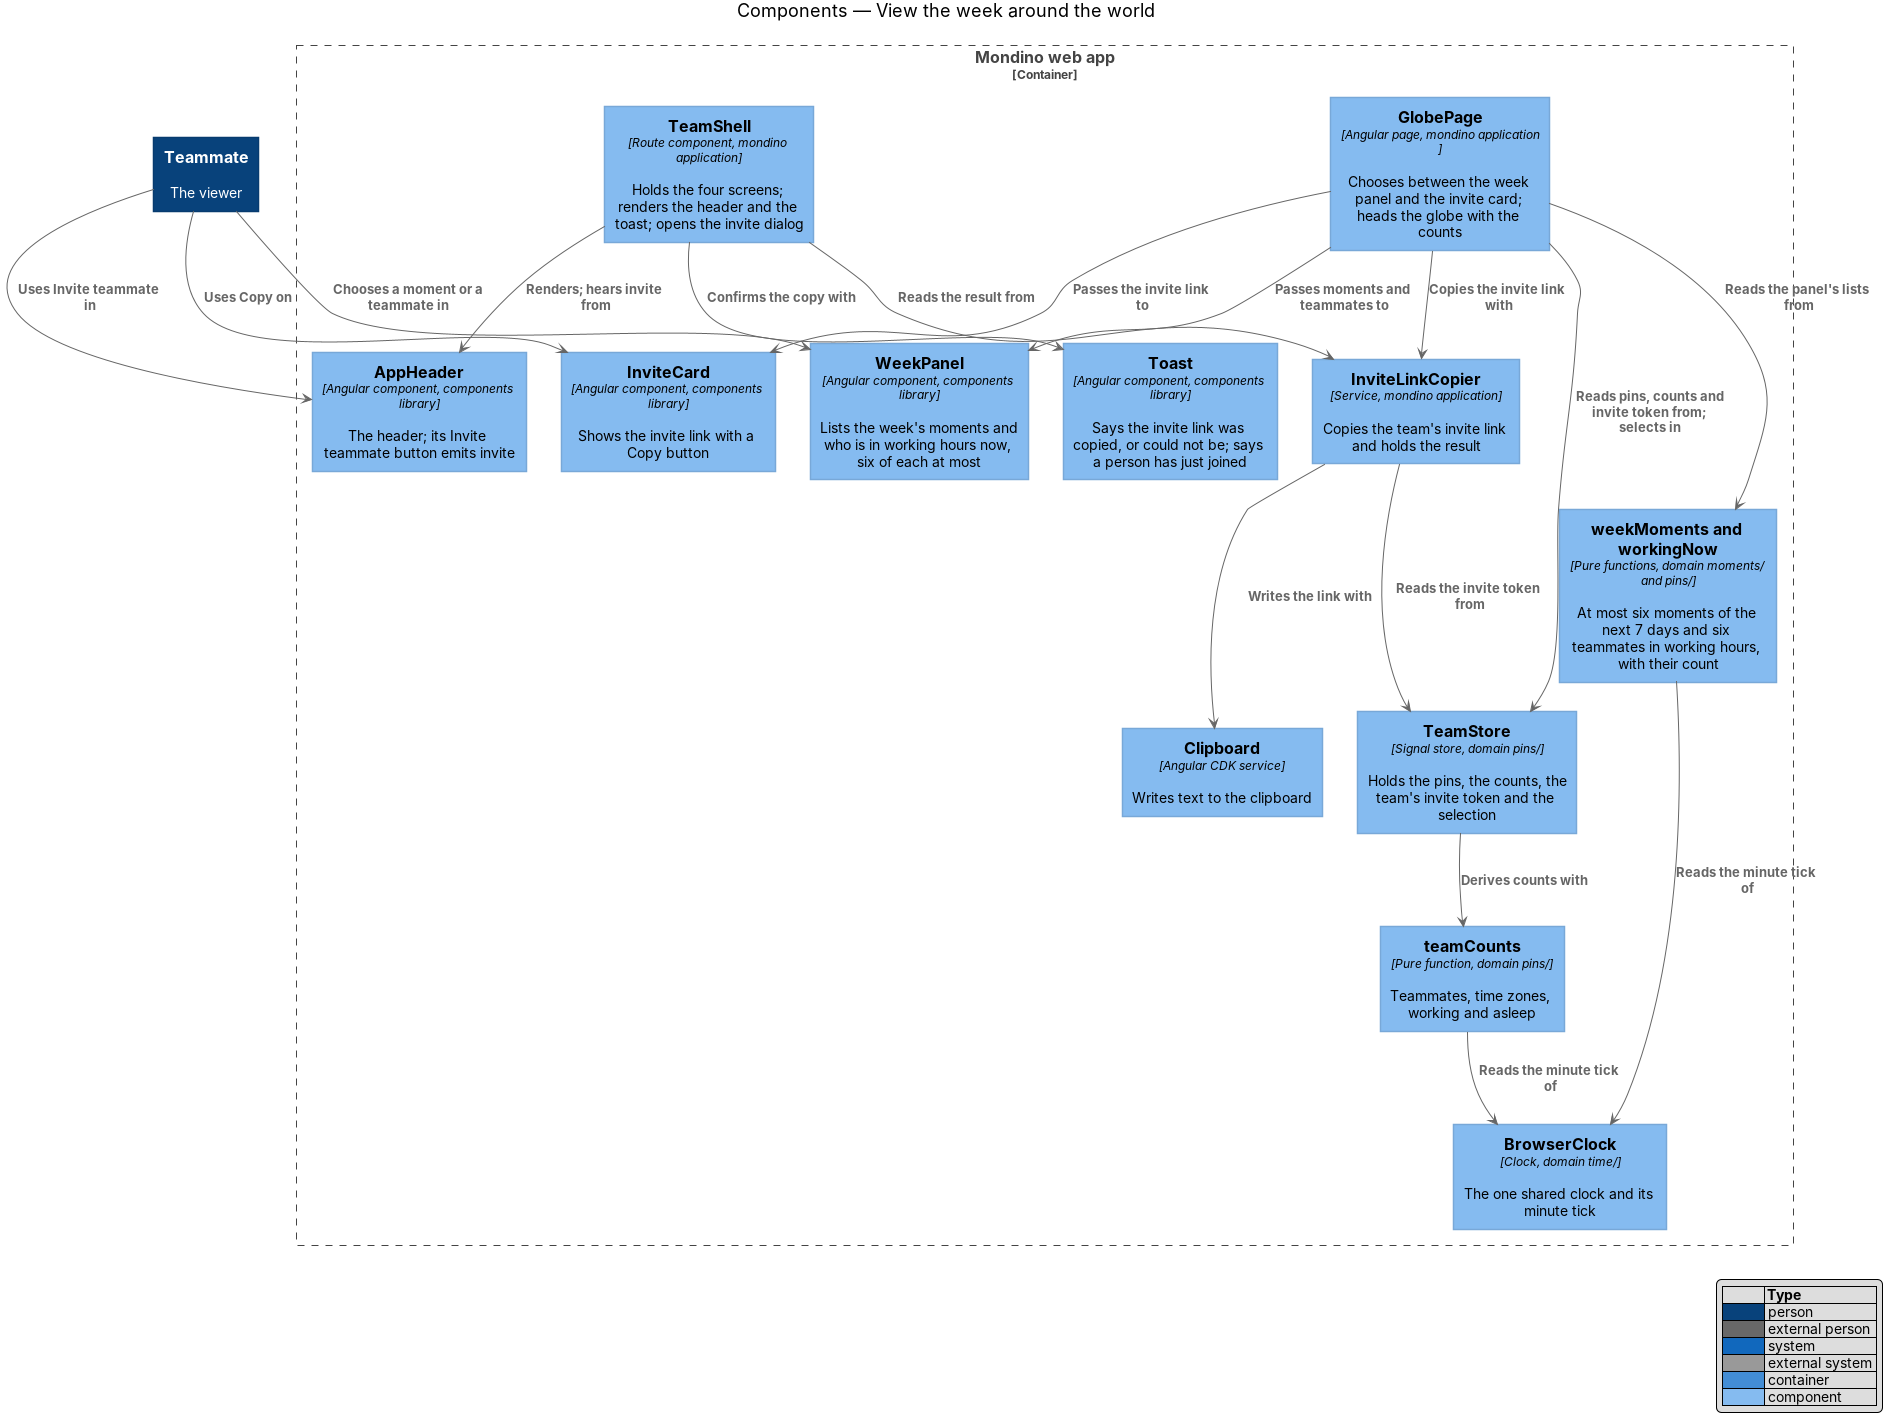 Components — View the week around the world
Mondino web app
[Container]
Teammate
The viewer
TeamShell
[Route component, mondino
application]
Holds the four screens;
renders the header and the
toast; opens the invite dialog
GlobePage
[Angular page, mondino application
]
Chooses between the week
panel and the invite card;
heads the globe with the
counts
Uses Invite teammate
in
Uses Copy on
Chooses a moment or a
teammate in
Renders; hears invite
from
Confirms the copy with
Reads the result from
Passes the invite link
to
Passes moments and
teammates to
Copies the invite link
with
Reads the panel's lists
from
AppHeader
[Angular component, components
library]
The header; its Invite
teammate button emits invite
InviteCard
[Angular component, components
library]
Shows the invite link with a
Copy button
WeekPanel
[Angular component, components
library]
Lists the week's moments and
who is in working hours now,
six of each at most
Toast
[Angular component, components
library]
Says the invite link was
copied, or could not be; says
a person has just joined
InviteLinkCopier
[Service, mondino application]
Copies the team's invite link
and holds the result
Reads pins, counts and
invite token from;
selects in
weekMoments and
workingNow
[Pure functions, domain moments/
and pins/]
At most six moments of the
next 7 days and six
teammates in working hours,
with their count
Writes the link with
Reads the invite token
from
Clipboard
[Angular CDK service]
Writes text to the clipboard
TeamStore
[Signal store, domain pins/]
Holds the pins, the counts, the
team's invite token and the
selection
Derives counts with
Reads the minute tick
of
teamCounts
[Pure function, domain pins/]
Teammates, time zones,
working and asleep
Reads the minute tick
of
BrowserClock
[Clock, domain time/]
The one shared clock and its
minute tick
Type
person
external person
system
external system
container
component